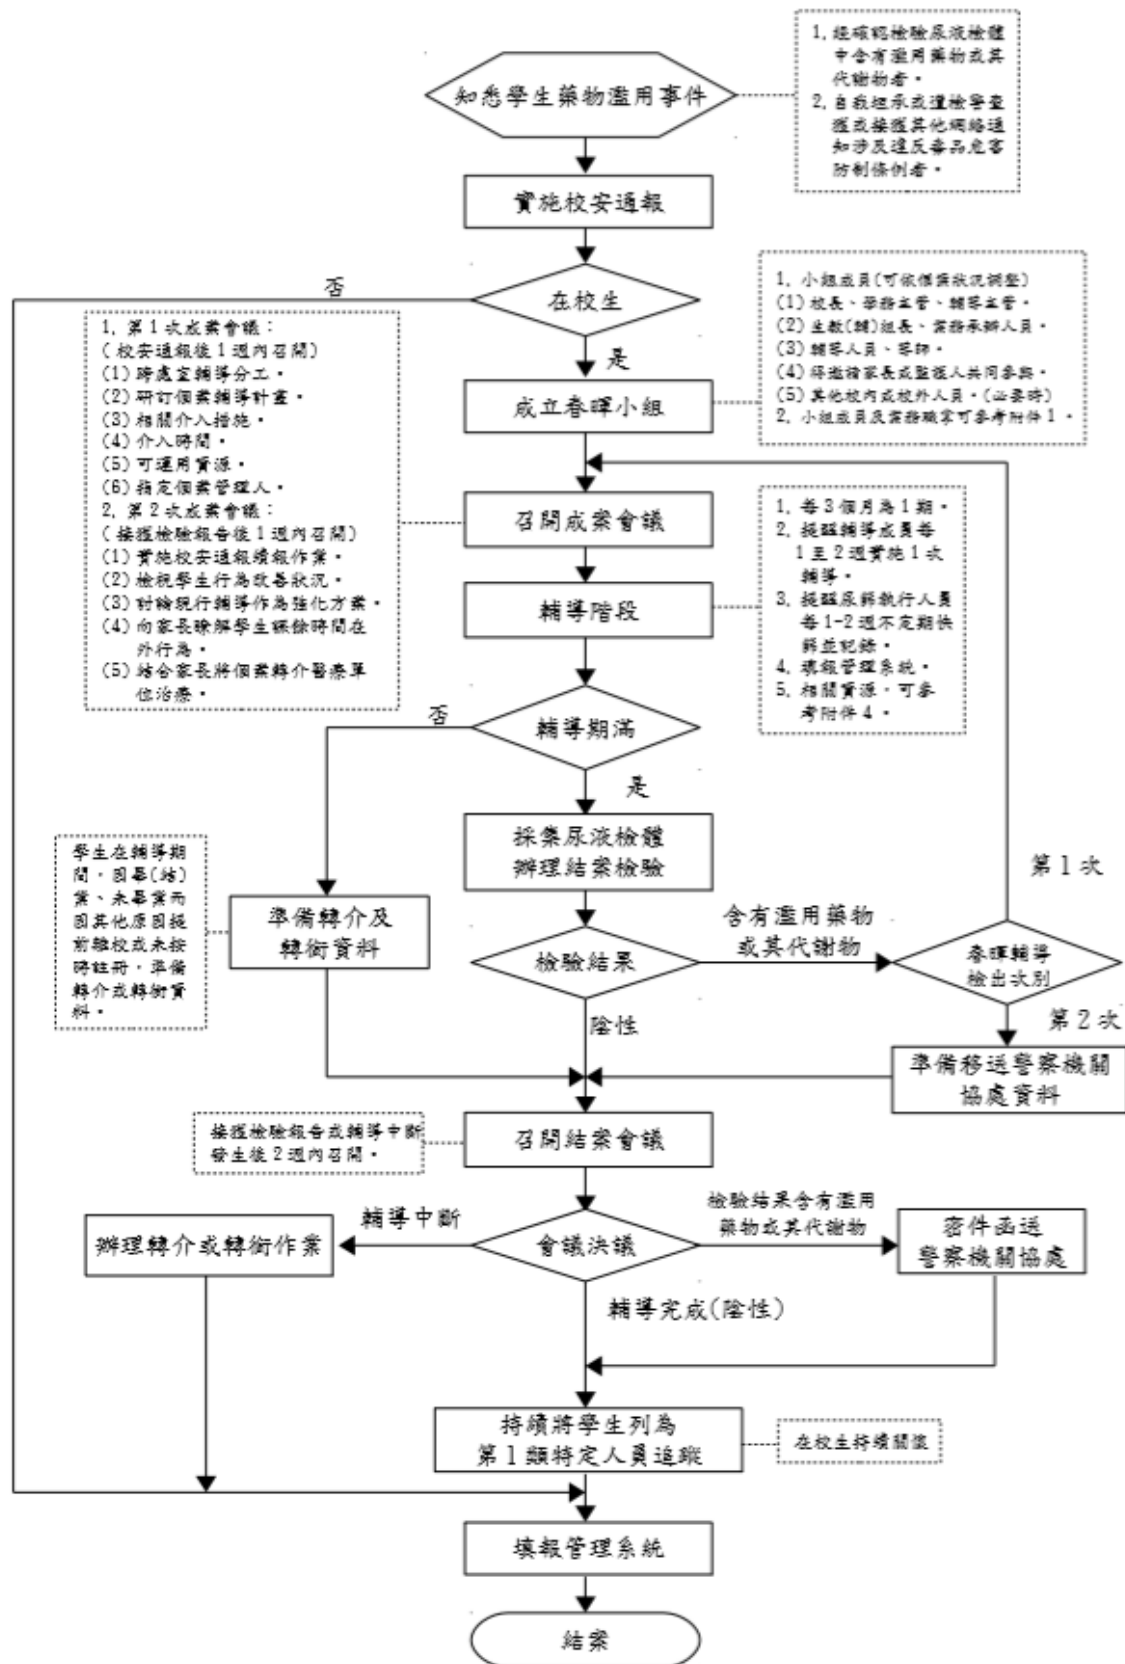 知悉學生藥物濫用事件
1. 經確認檢驗尿液檢體
中含有濫用藥物或其
代謝物者。
2. 自我坦承或遭檢警查
獲或接獲其他網絡通
知涉及違反毒品危害
防制條例者。
實施校安通報
在校生
否
是
1. 小組成員(可依個案狀況調整)
(1) 校長、學務主管、輔導主管。
(2) 生教(輔)組長、業務承辦人員。
(3) 輔導人員、導師。
(4) 得邀請家長或監護人共同參與。
(5) 其他校內或校外人員。(必要時)
2. 小組成員及業務職掌可參考附件1。
成立春暉小組
1. 第1次成案會議：
(校安通報後1週內召開)
(1) 跨處室輔導分工。
(2) 研訂個案輔導計畫。
(3) 相關介入措施。
(4) 介入時間。
(5) 可運用資源。
(6) 指定個案管理人。
2. 第2次成案會議：
(接獲檢驗報告後1週內召開)
(1) 實施校安通報續報作業。
(2) 檢視學生行為改善狀況。
(3) 討論現行輔導作為強化方案。
(4) 向家長瞭解學生課餘時間在
外行為。
(5) 結合家長將個案轉介醫療單
位治療。
召開成案會議
1. 每3個月為1期。
2. 提醒輔導成員每
1至2週實施1次
輔導。
3. 提醒尿篩執行人員
每1-2週不定期快
篩並記錄。
4. 填報管理系統。
5. 相關資源，可參
考附件4。
輔導階段
輔導期滿
否
是
採集尿液檢體
辦理結案檢驗
學生在輔導期
間，因畢(結)
業、未畢業而
因其他原因提
前離校或未按
時註冊，準備
轉介或轉銜資
料。
準備轉介及
轉銜資料
檢驗結果
含有濫用藥物
或其代謝物
春暉輔導
檢出次別
第1次
第2次
陰性
準備移送警察機關
協處資料
接獲檢驗報告或輔導中斷
發生後2週內召開。
召開結案會議
會議決議
輔導中斷
辦理轉介或轉銜作業
檢驗結果含有濫用
藥物或其代謝物
密件函送
警察機關協處
輔導完成(陰性)
持續將學生列為
第1類特定人員追蹤
在校生持續關懷
填報管理系統
結案